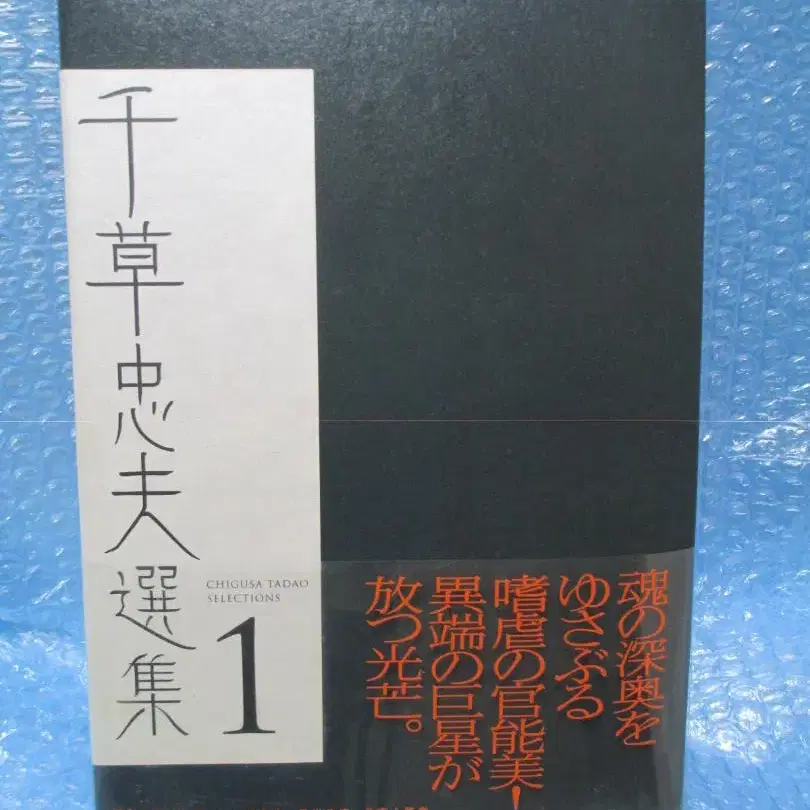 千草忠夫選集
CHIGUSA TADAO
SELECTIONS
1
魂の深奥を
ゆさぶる
嗜虐の官能美!
異端の巨星が
放つ光芒。